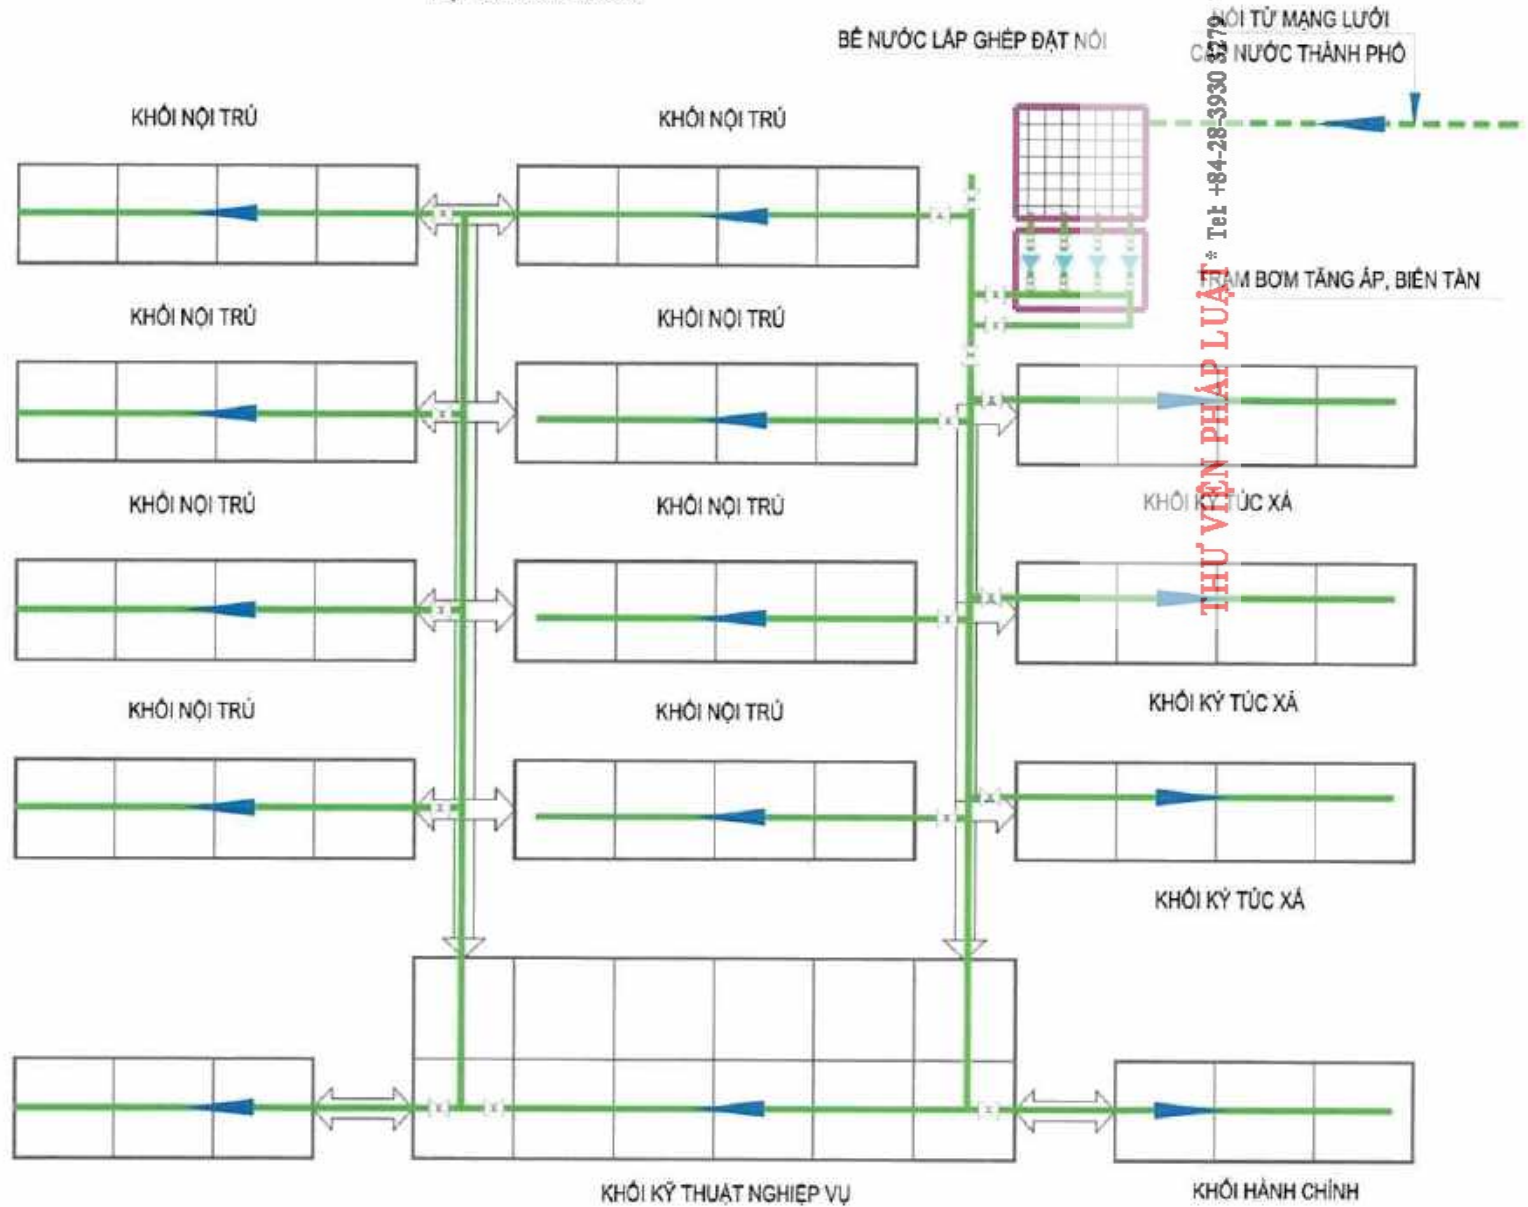 BỂ NƯỚC LẮP GHÉP ĐẶT NỔI
NỐI TỪ MẠNG LƯỚI
CẤP NƯỚC THÀNH PHỐ
KHỐI NỘI TRÚ
KHỐI NỘI TRÚ
TRẠM BƠM TĂNG ÁP, BIẾN TẦN
KHỐI NỘI TRÚ
KHỐI NỘI TRÚ
KHỐI NỘI TRÚ
KHỐI NỘI TRÚ
KHỐI KÝ TÚC XÁ
KHỐI NỘI TRÚ
KHỐI NỘI TRÚ
KHỐI KÝ TÚC XÁ
KHỐI KÝ TÚC XÁ
KHỐI KỸ THUẬT NGHIỆP VỤ
KHỐI HÀNH CHÍNH
THƯ VIỆN PHÁP LUẬT * Tel: +84-28-3930 3279